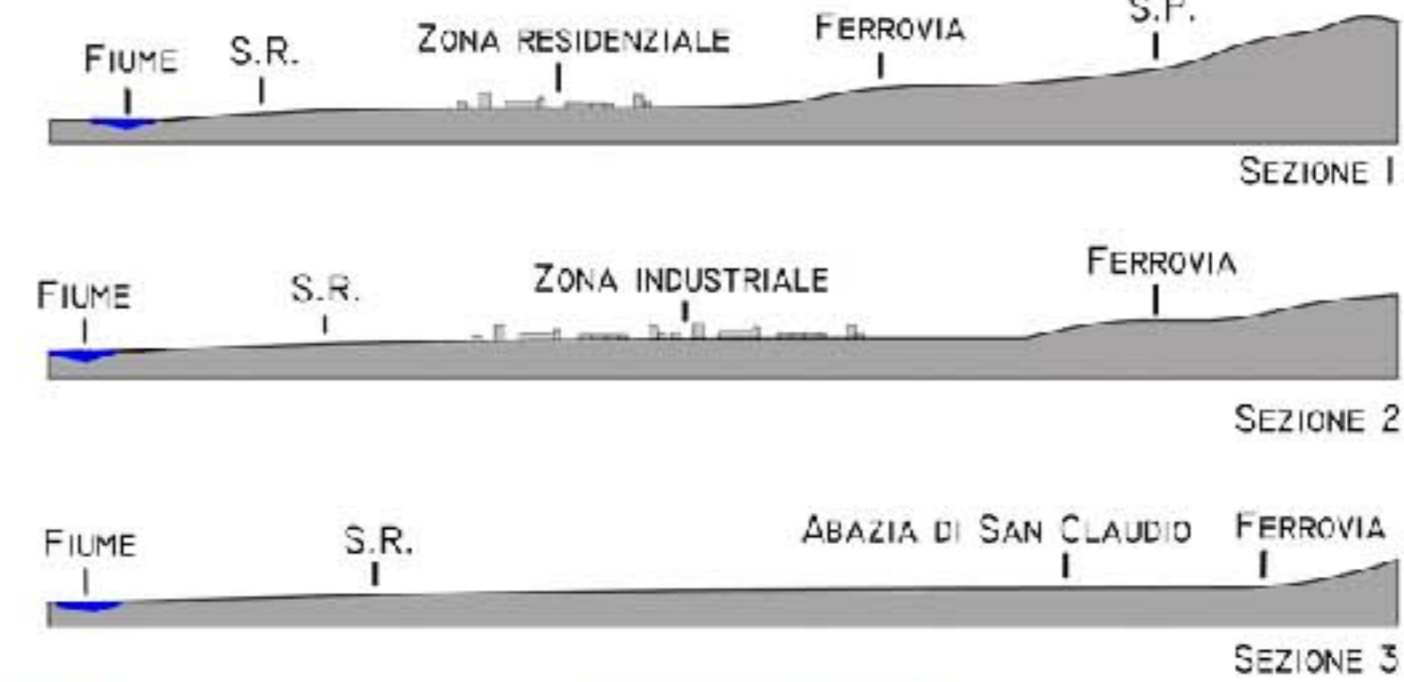 S.P.
FERROVIA
ZONA RESIDENZIALE
FIUME
S.R.
SEZIONE 1
FERROVIA
ZONA INDUSTRIALE
S.R.
FIUME
SEZIONE 2
FIUME
S.R.
ABAZIA DI SAN CLAUDIO
FERROVIA
SEZIONE 3